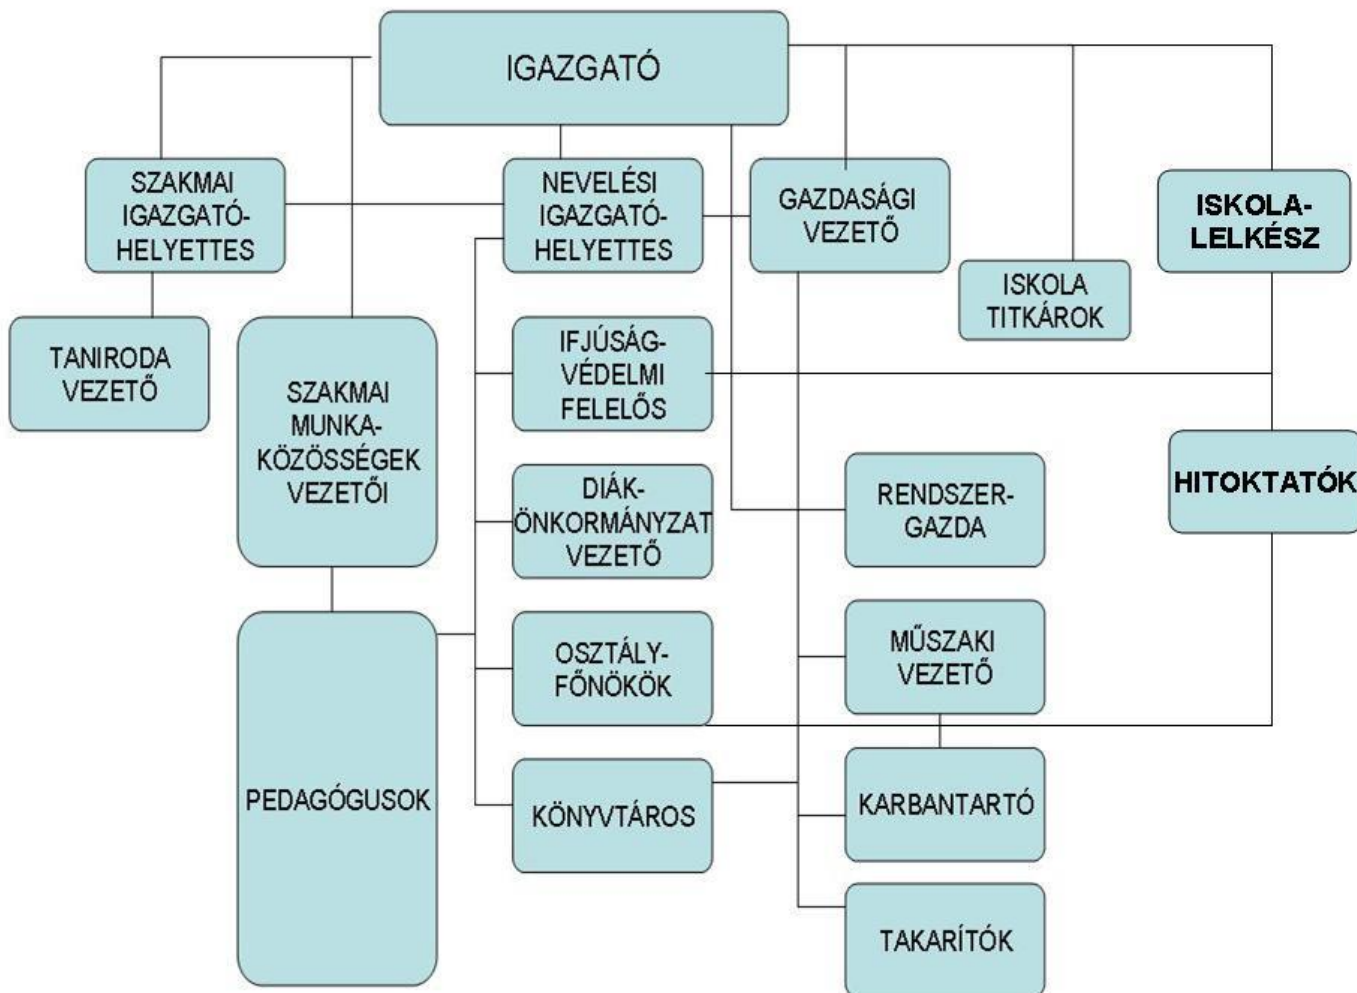 IGAZGATÓ
SZAKMAI
IGAZGATÓ-
HELYETTES
NEVELÉSI
IGAZGATÓ-
HELYETTES
GAZDASÁGI
VEZETŐ
ISKOLA-
LELKÉSZ
ISKOLA
TITKÁROK
TANIRODA
VEZETŐ
SZAKMAI
MUNKA-
KÖZÖSSÉGEK
VEZETŐI
IFJÚSÁG-
VÉDELMI
FELELŐS
DIÁK-
ÖNKORMÁNYZAT
VEZETŐ
RENDSZER-
GAZDA
HITOKTATÓK
PEDAGÓGUSOK
OSZTÁLY-
FŐNÖKÖK
MŰSZAKI
VEZETŐ
KÖNYVTÁROS
KARBANTARTÓ
TAKARÍTÓK